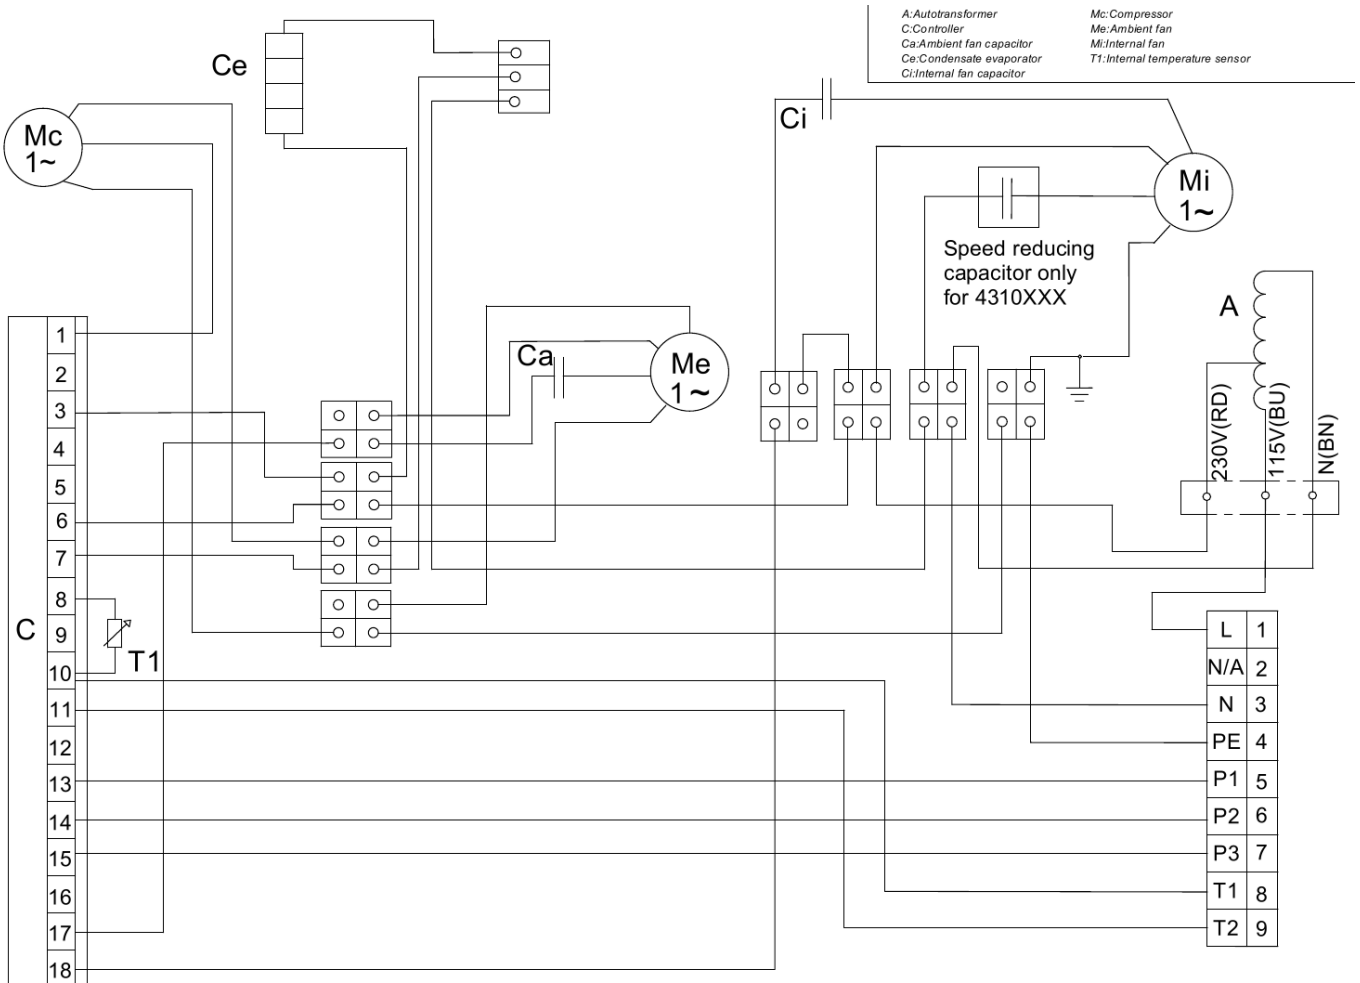 A:Autotransformer
C:Controller
Ca:Ambient fan capacitor
Ce:Condensate evaporator
Ci:Internal fan capacitor
Mc:Compressor
Me:Ambient fan
Mi:Internal fan
T1:Internal temperature sensor
Ce
Mc
1~
Ci
Mi
1~
Speed reducing
capacitor only
for 4310XXX
A
Ca
Me
1~
230V(RD)
115V(BU)
N(BN)
C
1
2
3
4
5
6
7
8
9
10
11
12
13
14
15
16
17
18
T1
L 1
N/A 2
N 3
PE 4
P1 5
P2 6
P3 7
T1 8
T2 9